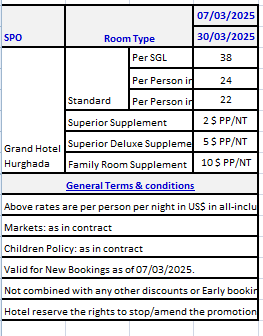 07/03/2025
SPO Room Type 30/03/2025
Per SGL 38
Per Person in 24
Standard Per Person in 22
Superior Supplement 2 $ PP/NT
Superior Deluxe Suppleme 5 $ PP/NT
Grand Hotel Hurghada Family Room Supplement 10 $ PP/NT
General Terms & conditions
Above rates are per person per night in US$ in all-inclu
Markets: as in contract
Children Policy: as in contract
Valid for New Bookings as of 07/03/2025.
Not combined with any other discounts or Early bookin
Hotel reserve the rights to stop/amend the promotion